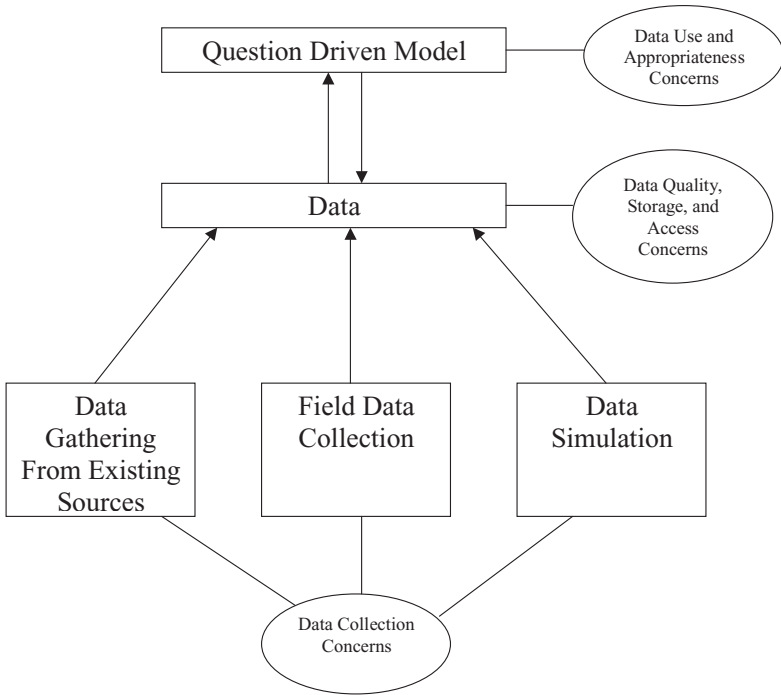 Question Driven Model
Data Use and
Appropriateness
Concerns
Data
Data Quality,
Storage, and
Access
Concerns
Data
Gathering
From Existing
Sources
Field Data
Collection
Data
Simulation
Data Collection
Concerns